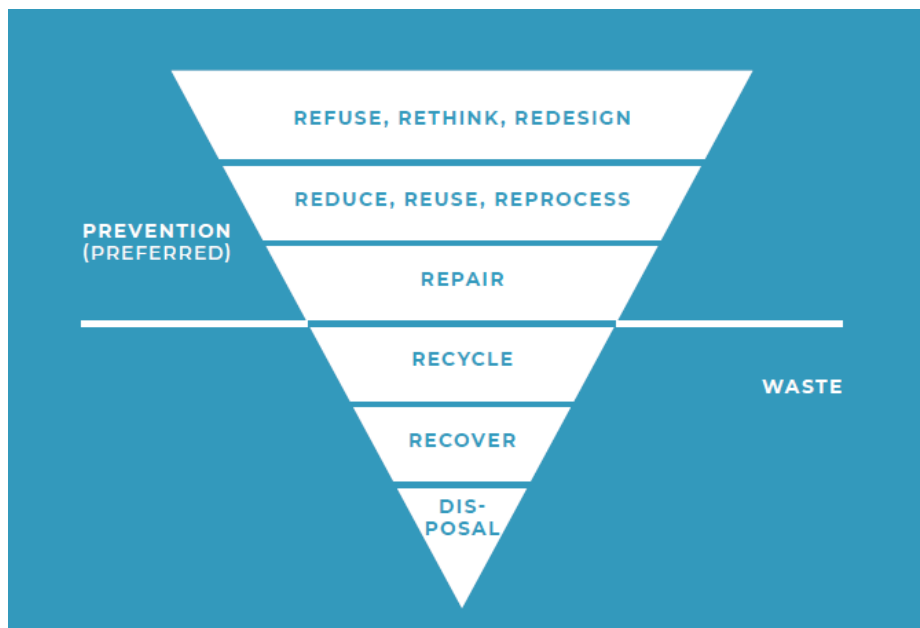 REFUSE, RETHINK, REDESIGN
REDUCE, REUSE, REPROCESS
PREVENTION
(PREFERRED)
REPAIR
RECYCLE
WASTE
RECOVER
DIS-
POSAL